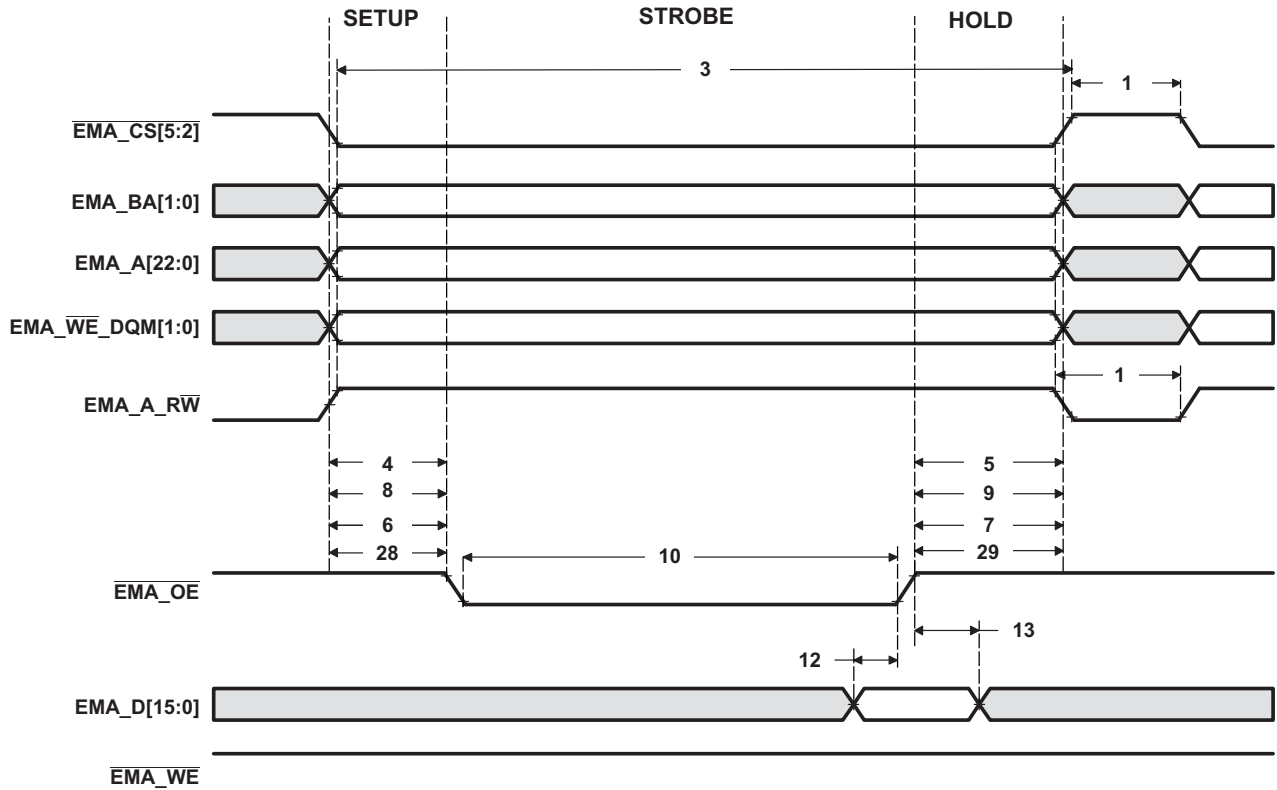 SETUP STROBE HOLD
3
1
EMA_CS[5:2]
EMA_BA[1:0]
EMA_A[22:0]
EMA_WE_DQM[1:0]
1
EMA_A_RW
4 5
8 9
6 7
28 29
10
EMA_OE
13
12
EMA_D[15:0]
EMA_WE